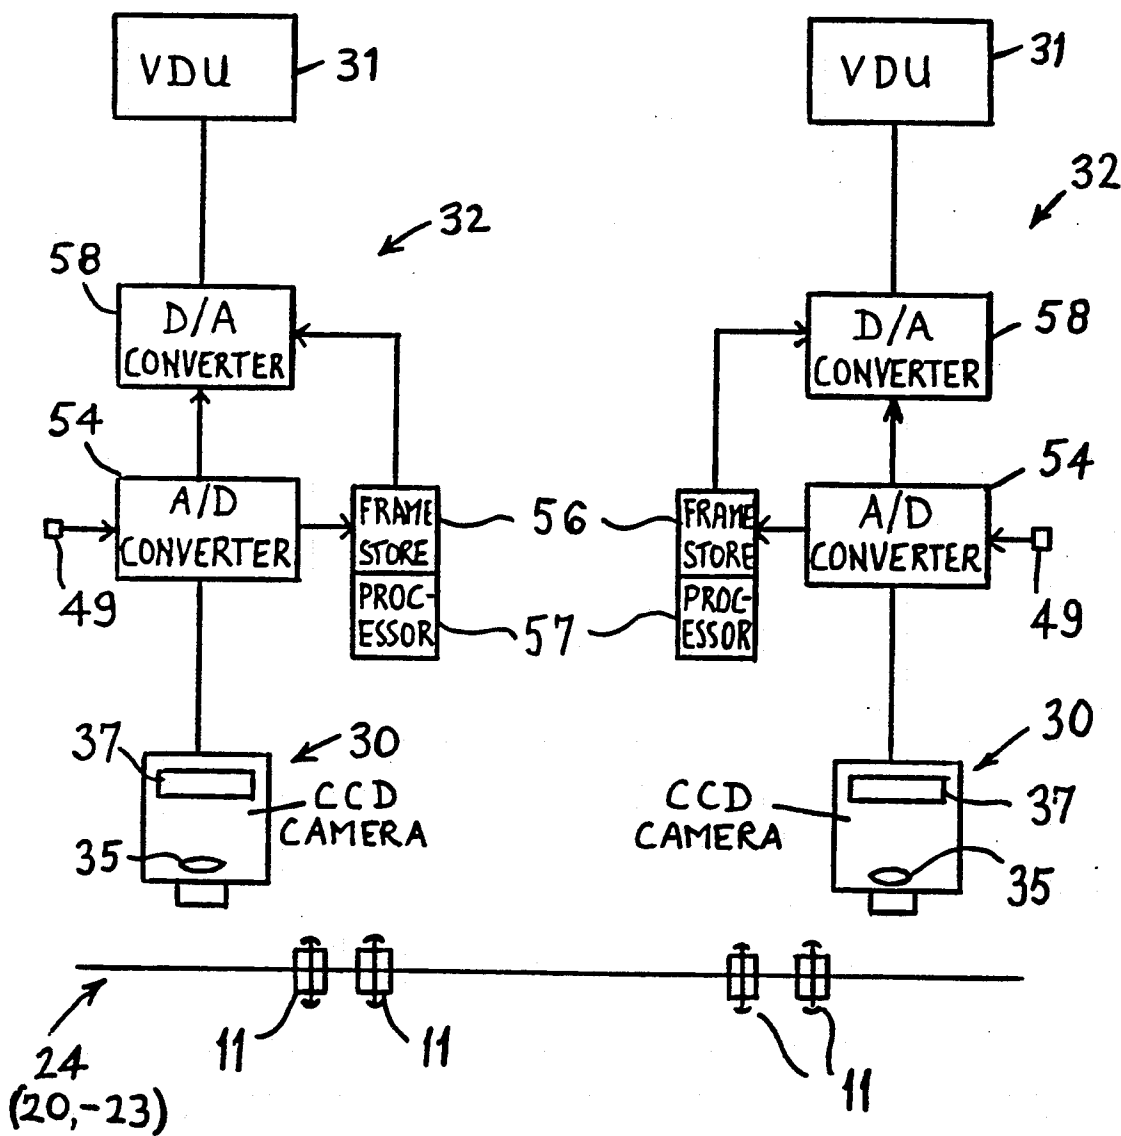 VDU
31
VDU
31
32
32
58
D/A
CONVERTER
D/A
CONVERTER
58
54
A/D
CONVERTER
FRAME
STORE
56
FRAME
STORE
A/D
CONVERTER
54
49
PROC-
ESSOR
57
PROC-
ESSOR
49
37
30
CCD
CAMERA
35
CCD
CAMERA
30
37
35
11
11
11
24
(20,-23)